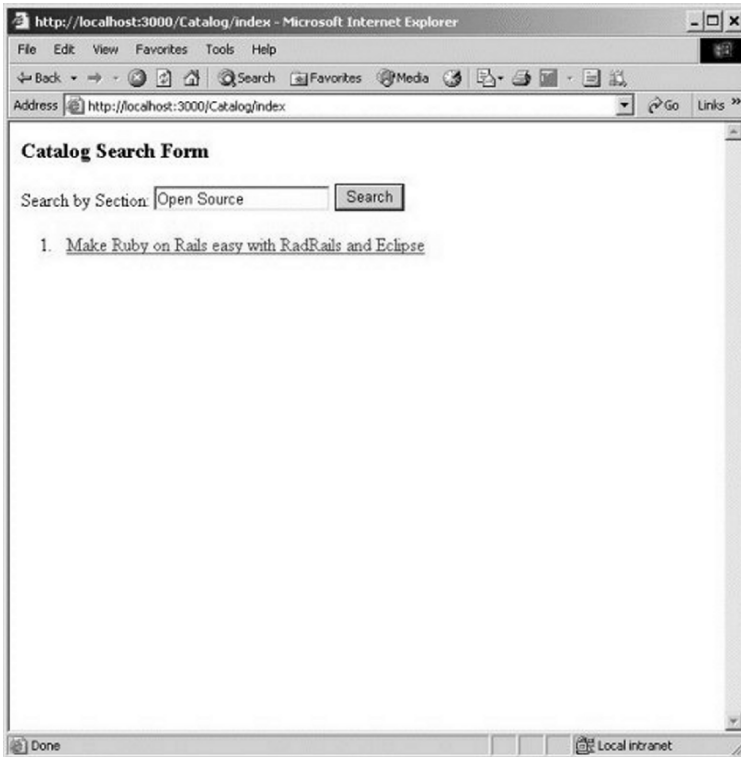 http://localhost:3000/Catalog/index - Microsoft Internet Explorer
File Edit View Favorites Tools Help
Back Search Favorites Media
Address http://localhost:3000/Catalog/index Go Links »
Catalog Search Form
Search by Section: Open Source Search
1. Make Ruby on Rails easy with RadRails and Eclipse
Done Local intranet